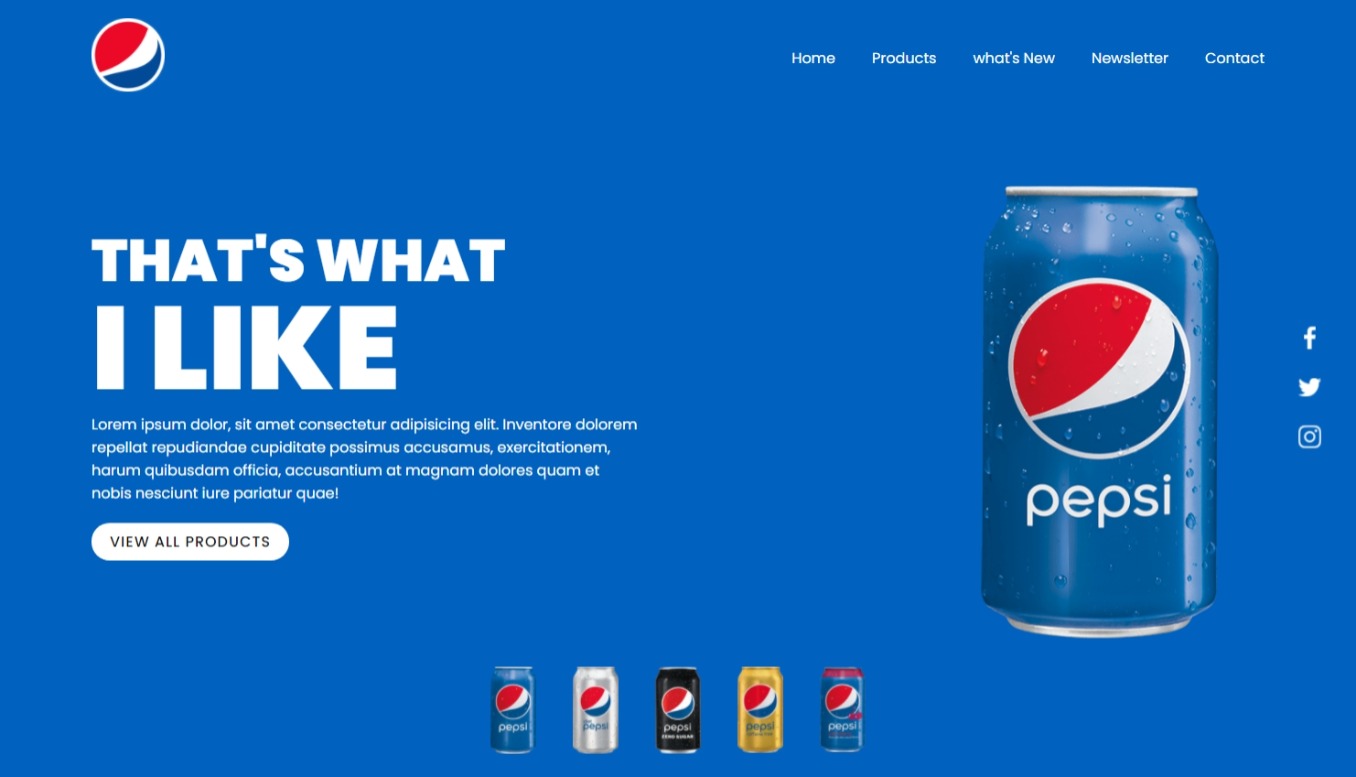 Home Products what's New Newsletter Contact
THAT'S WHAT
I LIKE
Lorem ipsum dolor, sit amet consectetur adipisicing elit. Inventore dolorem
repellat repudiandae cupiditate possimus accusamus, exercitationem,
harum quibusdam officia, accusantium at magnam dolores quam et
nobis nesciunt iure pariatur quae!
VIEW ALL PRODUCTS
pepsi
pepsi
pepsi
pepsi
ZERO SUGAR
pepsi
pepsi